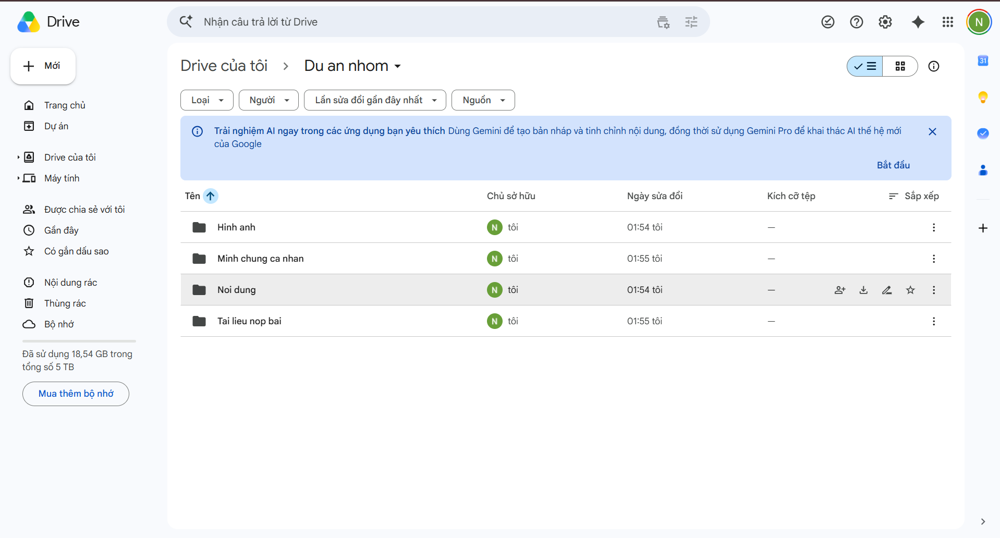 Drive
Nhận câu trả lời từ Drive
N
Mới
Trang chủ
Dự án
Drive của tôi
Máy tính
Được chia sẻ với tôi
Gần đây
Có gắn dấu sao
Nội dung rác
Thùng rác
Bộ nhớ
Đã sử dụng 18,54 GB trong
tổng số 5 TB
Mua thêm bộ nhớ
Drive của tôi > Du an nhom
Loại
Người
Lần sửa đổi gần đây nhất
Nguồn
Trải nghiệm AI ngay trong các ứng dụng bạn yêu thích Dùng Gemini để tạo bản nháp và tinh chỉnh nội dung, đồng thời sử dụng Gemini Pro để khai thác AI thế hệ mới
của Google
Bắt đầu
Tên Chủ sở hữu Ngày sửa đổi Kích cỡ tệp Sắp xếp
Hinh anh N tôi 01:54 tôi —
Minh chung ca nhan N tôi 01:55 tôi —
Noi dung N tôi 01:54 tôi —
Tai lieu nop bai N tôi 01:55 tôi —
31